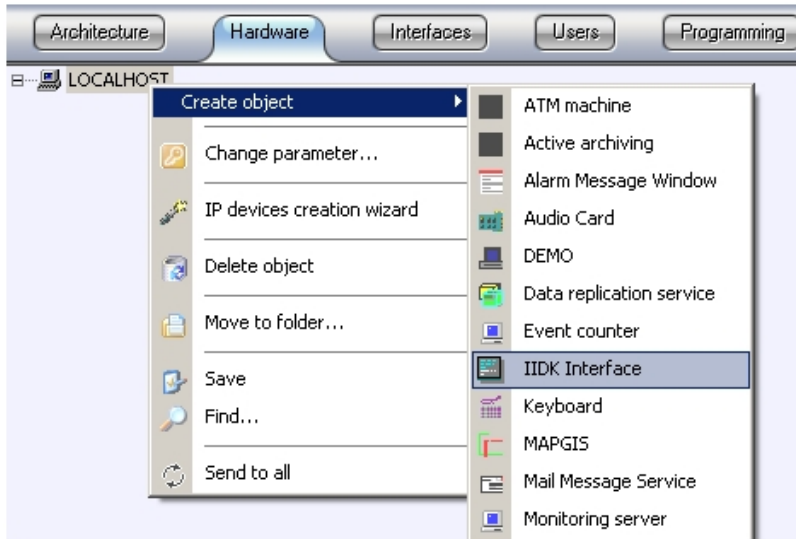 Architecture Hardware Interfaces Users Programming
LOCALHOST
Create object
Change parameter...
IP devices creation wizard
Delete object
Move to folder...
Save
Find...
Send to all
ATM machine
Active archiving
Alarm Message Window
Audio Card
DEMO
Data replication service
Event counter
IIDK Interface
Keyboard
MAPGIS
Mail Message Service
Monitoring server